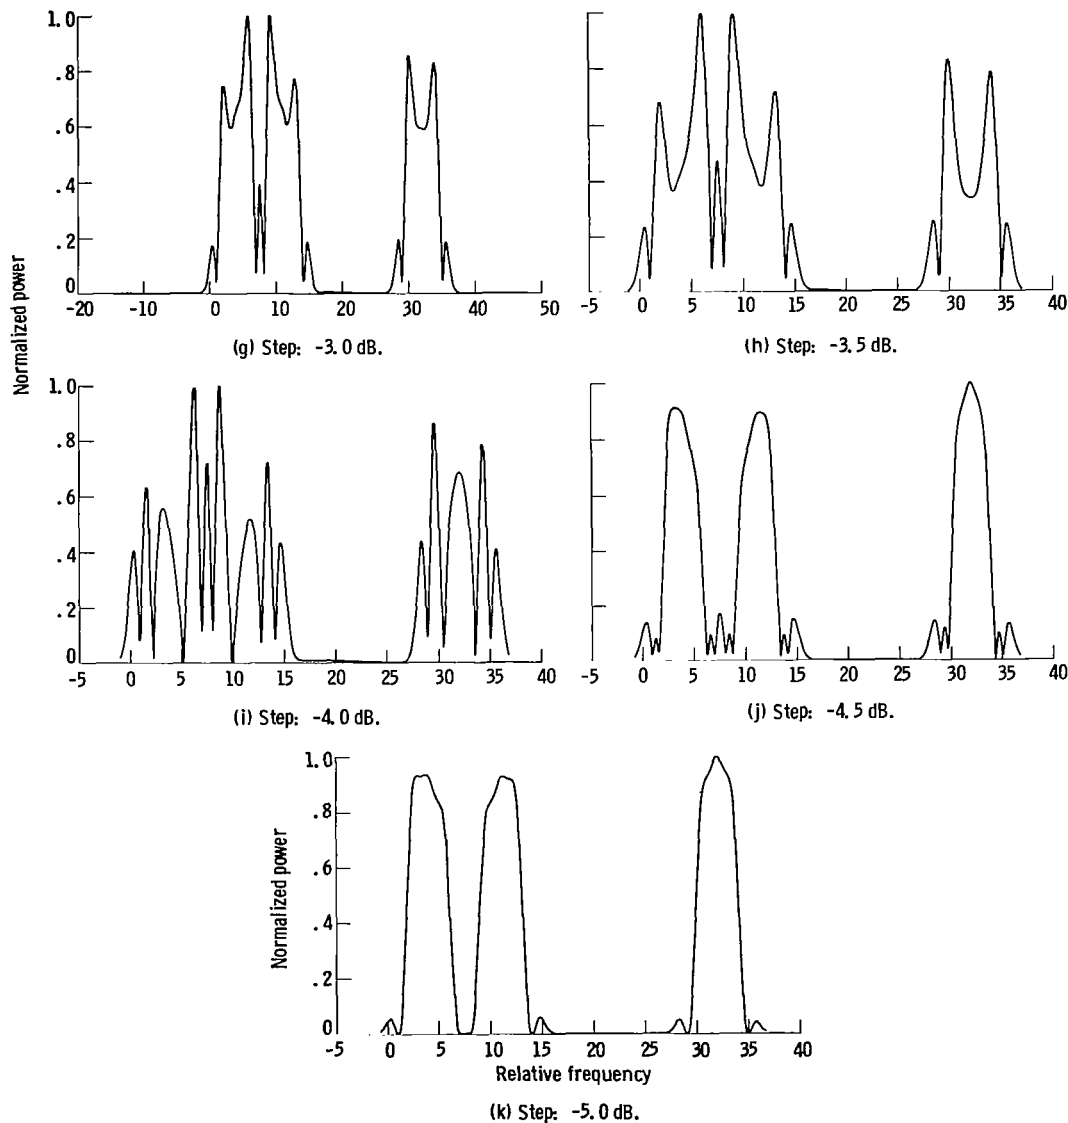 1.0
.8
.6
.4
.2
0
-20 -10 0 10 20 30 40 50
(g) Step: -3.0 dB.
-5 0 5 10 15 20 25 30 35 40
(h) Step: -3.5 dB.
Normalized power
1.0
.8
.6
.4
.2
0
-5 0 5 10 15 20 25 30 35 40
(i) Step: -4.0 dB.
-5 0 5 10 15 20 25 30 35 40
(j) Step: -4.5 dB.
1.0
.8
.6
.4
.2
0
Normalized power
-5 0 5 10 15 20 25 30 35 40
Relative frequency
(k) Step: -5.0 dB.